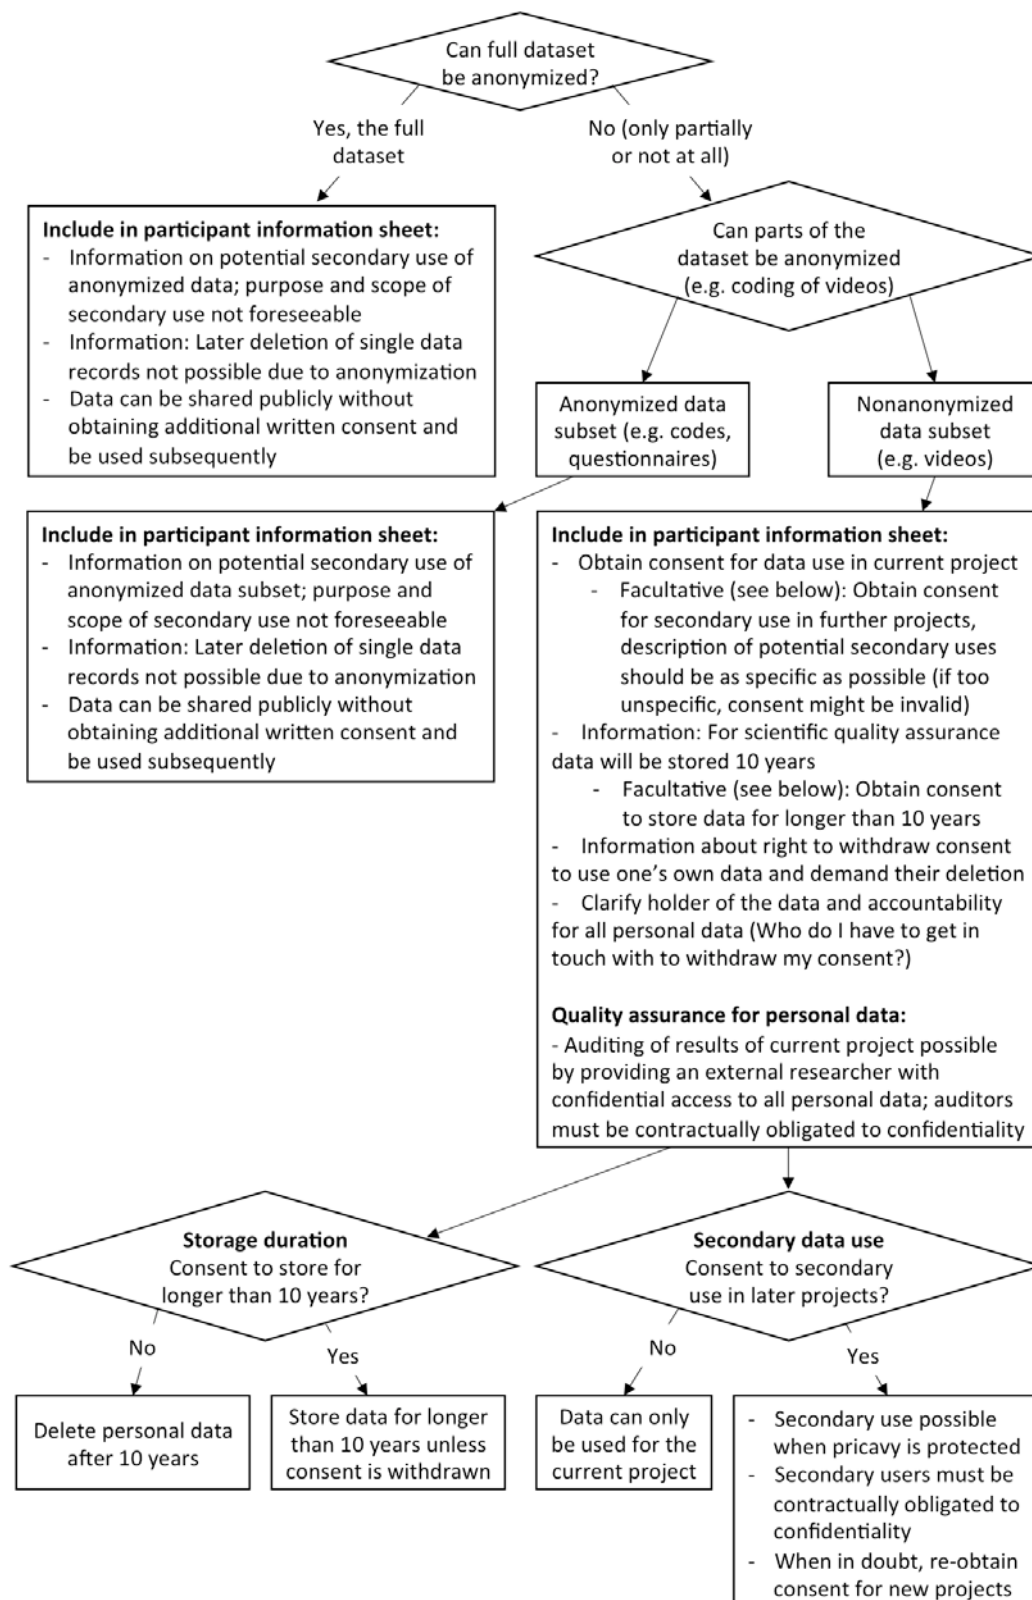 Can full dataset
be anonymized?
Yes, the full
dataset
No (only partially
or not at all)
Include in participant information sheet:
- Information on potential secondary use of
anonymized data; purpose and scope of
secondary use not foreseeable
- Information: Later deletion of single data
records not possible due to anonymization
- Data can be shared publicly without
obtaining additional written consent and
be used subsequently
Can parts of the
dataset be anonymized
(e.g. coding of videos)
Anonymized data
subset (e.g. codes,
questionnaires)
Nonanonymized
data subset
(e.g. videos)
Include in participant information sheet:
- Information on potential secondary use of
anonymized data subset; purpose and
scope of secondary use not foreseeable
- Information: Later deletion of single data
records not possible due to anonymization
- Data can be shared publicly without
obtaining additional written consent and
be used subsequently
Include in participant information sheet:
- Obtain consent for data use in current project
- Facultative (see below): Obtain consent
for secondary use in further projects,
description of potential secondary uses
should be as specific as possible (if too
unspecific, consent might be invalid)
- Information: For scientific quality assurance
data will be stored 10 years
- Facultative (see below): Obtain consent
to store data for longer than 10 years
- Information about right to withdraw consent
to use one's own data and demand their deletion
- Clarify holder of the data and accountability
for all personal data (Who do I have to get in
touch with to withdraw my consent?)
Quality assurance for personal data:
- Auditing of results of current project possible
by providing an external researcher with
confidential access to all personal data; auditors
must be contractually obligated to confidentiality
Storage duration
Consent to store for
longer than 10 years?
No
Yes
Delete personal data
after 10 years
Store data for longer
than 10 years unless
consent is withdrawn
Secondary data use
Consent to secondary
use in later projects?
No
Yes
Data can only
be used for the
current project
- Secondary use possible
when pricavy is protected
- Secondary users must be
contractually obligated to
confidentiality
- When in doubt, re-obtain
consent for new projects